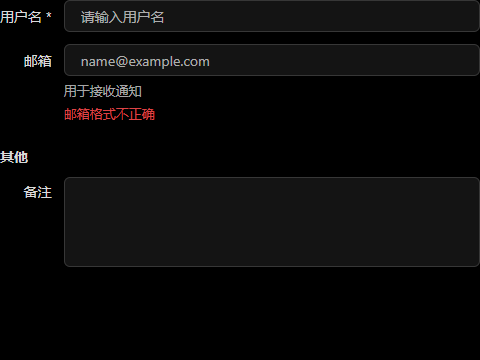 用户名 * 请输入用户名
邮箱 name@example.com
用于接收通知
邮箱格式不正确
其他
备注